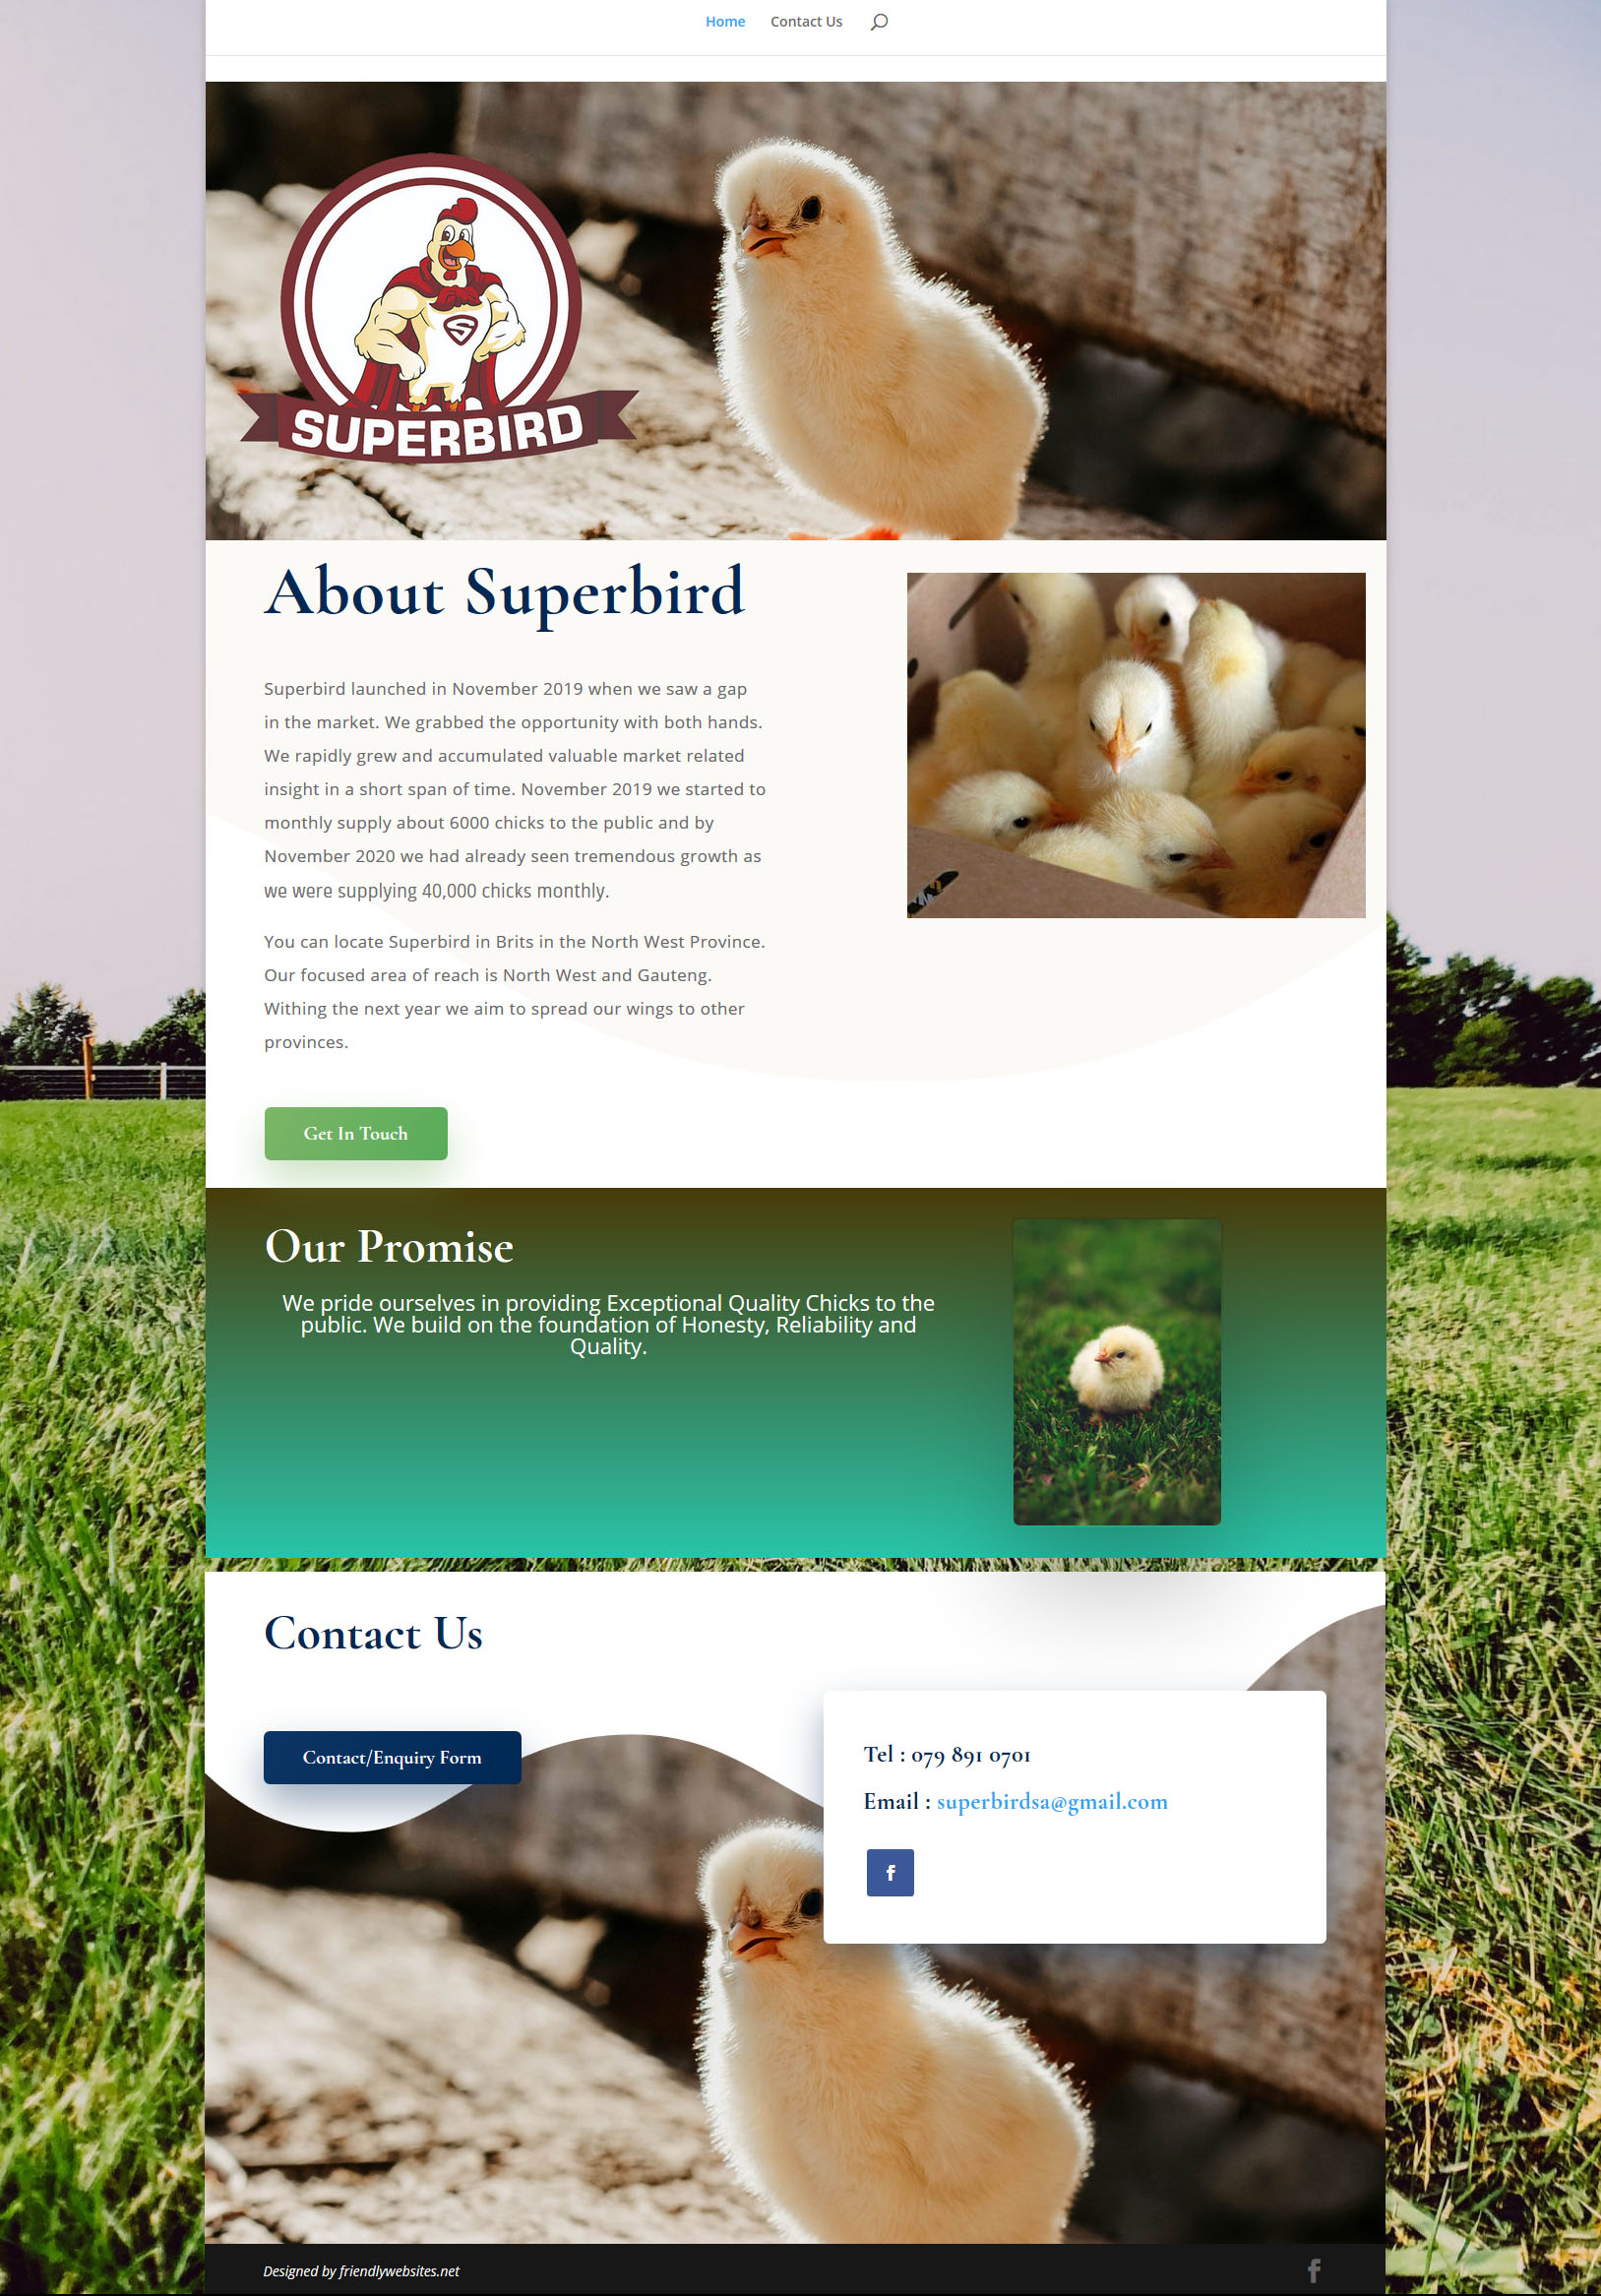 Home Contact Us
S
SUPERBIRD
About Superbird
Superbird launched in November 2019 when we saw a gap
in the market. We grabbed the opportunity with both hands.
We rapidly grew and accumulated valuable market related
insight in a short span of time. November 2019 we started to
monthly supply about 6000 chicks to the public and by
November 2020 we had already seen tremendous growth as
we were supplying 40,000 chicks monthly.
You can locate Superbird in Brits in the North West Province.
Our focused area of reach is North West and Gauteng.
Withing the next year we aim to spread our wings to other
provinces.
Get In Touch
Our Promise
We pride ourselves in providing Exceptional Quality Chicks to the
public. We build on the foundation of Honesty, Reliability and
Quality.
Contact Us
Contact/Enquiry Form
Tel : 079 891 0701
Email : superbirdsa@gmail.com
f
Designed by friendlywebsites.net
f